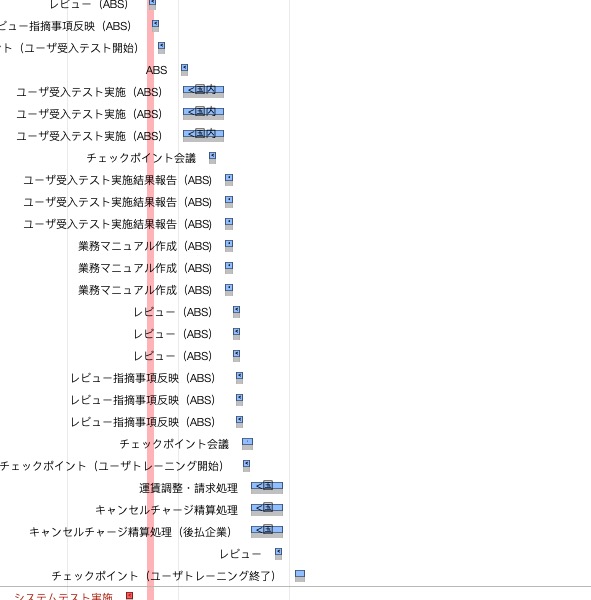 レビュー（ABS）
ビュー指摘事項反映（ABS）
ト（ユーザ受入テスト開始）
ABS
ユーザ受入テスト実施（ABS） <国内
ユーザ受入テスト実施（ABS） <国内
ユーザ受入テスト実施（ABS） <国内
チェックポイント会議
ユーザ受入テスト実施結果報告（ABS）
ユーザ受入テスト実施結果報告（ABS）
ユーザ受入テスト実施結果報告（ABS）
業務マニュアル作成（ABS）
業務マニュアル作成（ABS）
業務マニュアル作成（ABS）
レビュー（ABS）
レビュー（ABS）
レビュー（ABS）
レビュー指摘事項反映（ABS）
レビュー指摘事項反映（ABS）
レビュー指摘事項反映（ABS）
チェックポイント会議
チェックポイント（ユーザトレーニング開始）
運賃調整・請求処理 <国
キャンセルチャージ精算処理 <国
キャンセルチャージ精算処理（後払企業） <国
レビュー
チェックポイント（ユーザトレーニング終了）
システムテスト実施